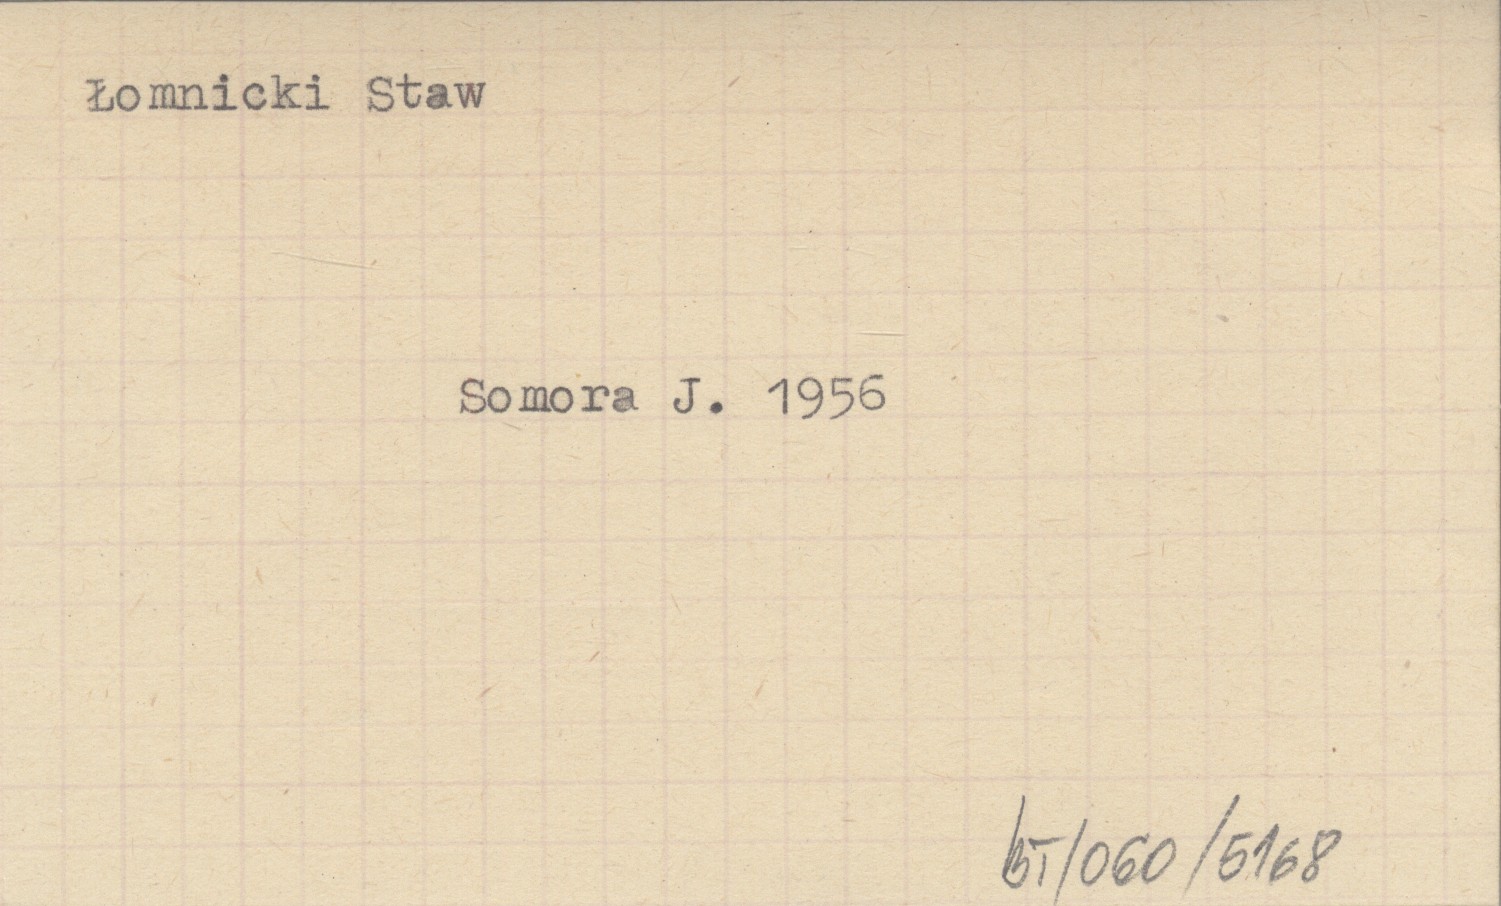 Łomnicki Staw
Somora J. 1956
BT/060/5168